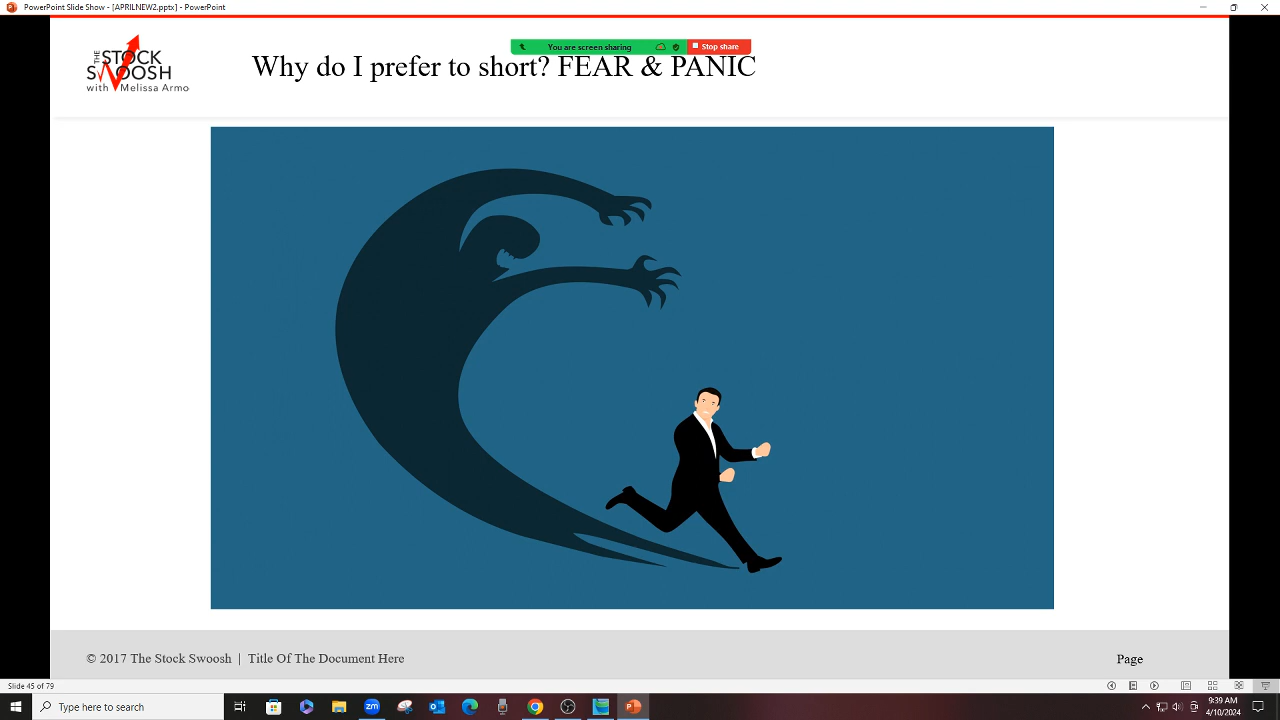 PowerPoint Slide Show - [APRILNEW2.pptx] - PowerPoint
You are screen sharing
Stop share
THE
STOCK
SWOOSH
with Melissa Armo
Why do I prefer to short? FEAR & PANIC
© 2017 The Stock Swoosh | Title Of The Document Here
Page
Slide 45 of 79
Type here to search
zm
9:39 AM
4/10/2024